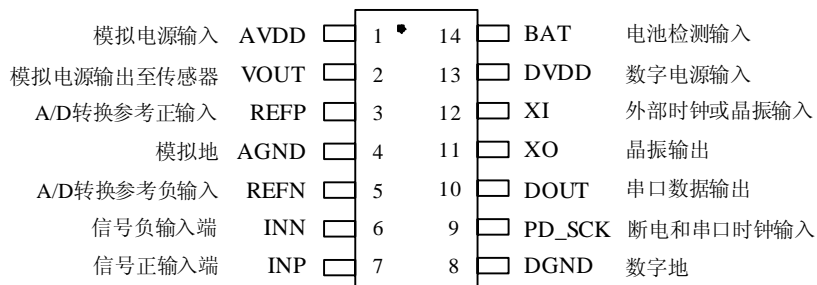 模拟电源输入 AVDD 1 14 BAT 电池检测输入
模拟电源输出至传感器 VOUT 2 13 DVDD 数字电源输入
A/D转换参考正输入 REFP 3 12 XI 外部时钟或晶振输入
模拟地 AGND 4 11 XO 晶振输出
A/D转换参考负输入 REFN 5 10 DOUT 串口数据输出
信号负输入端 INN 6 9 PD_SCK 断电和串口时钟输入
信号正输入端 INP 7 8 DGND 数字地